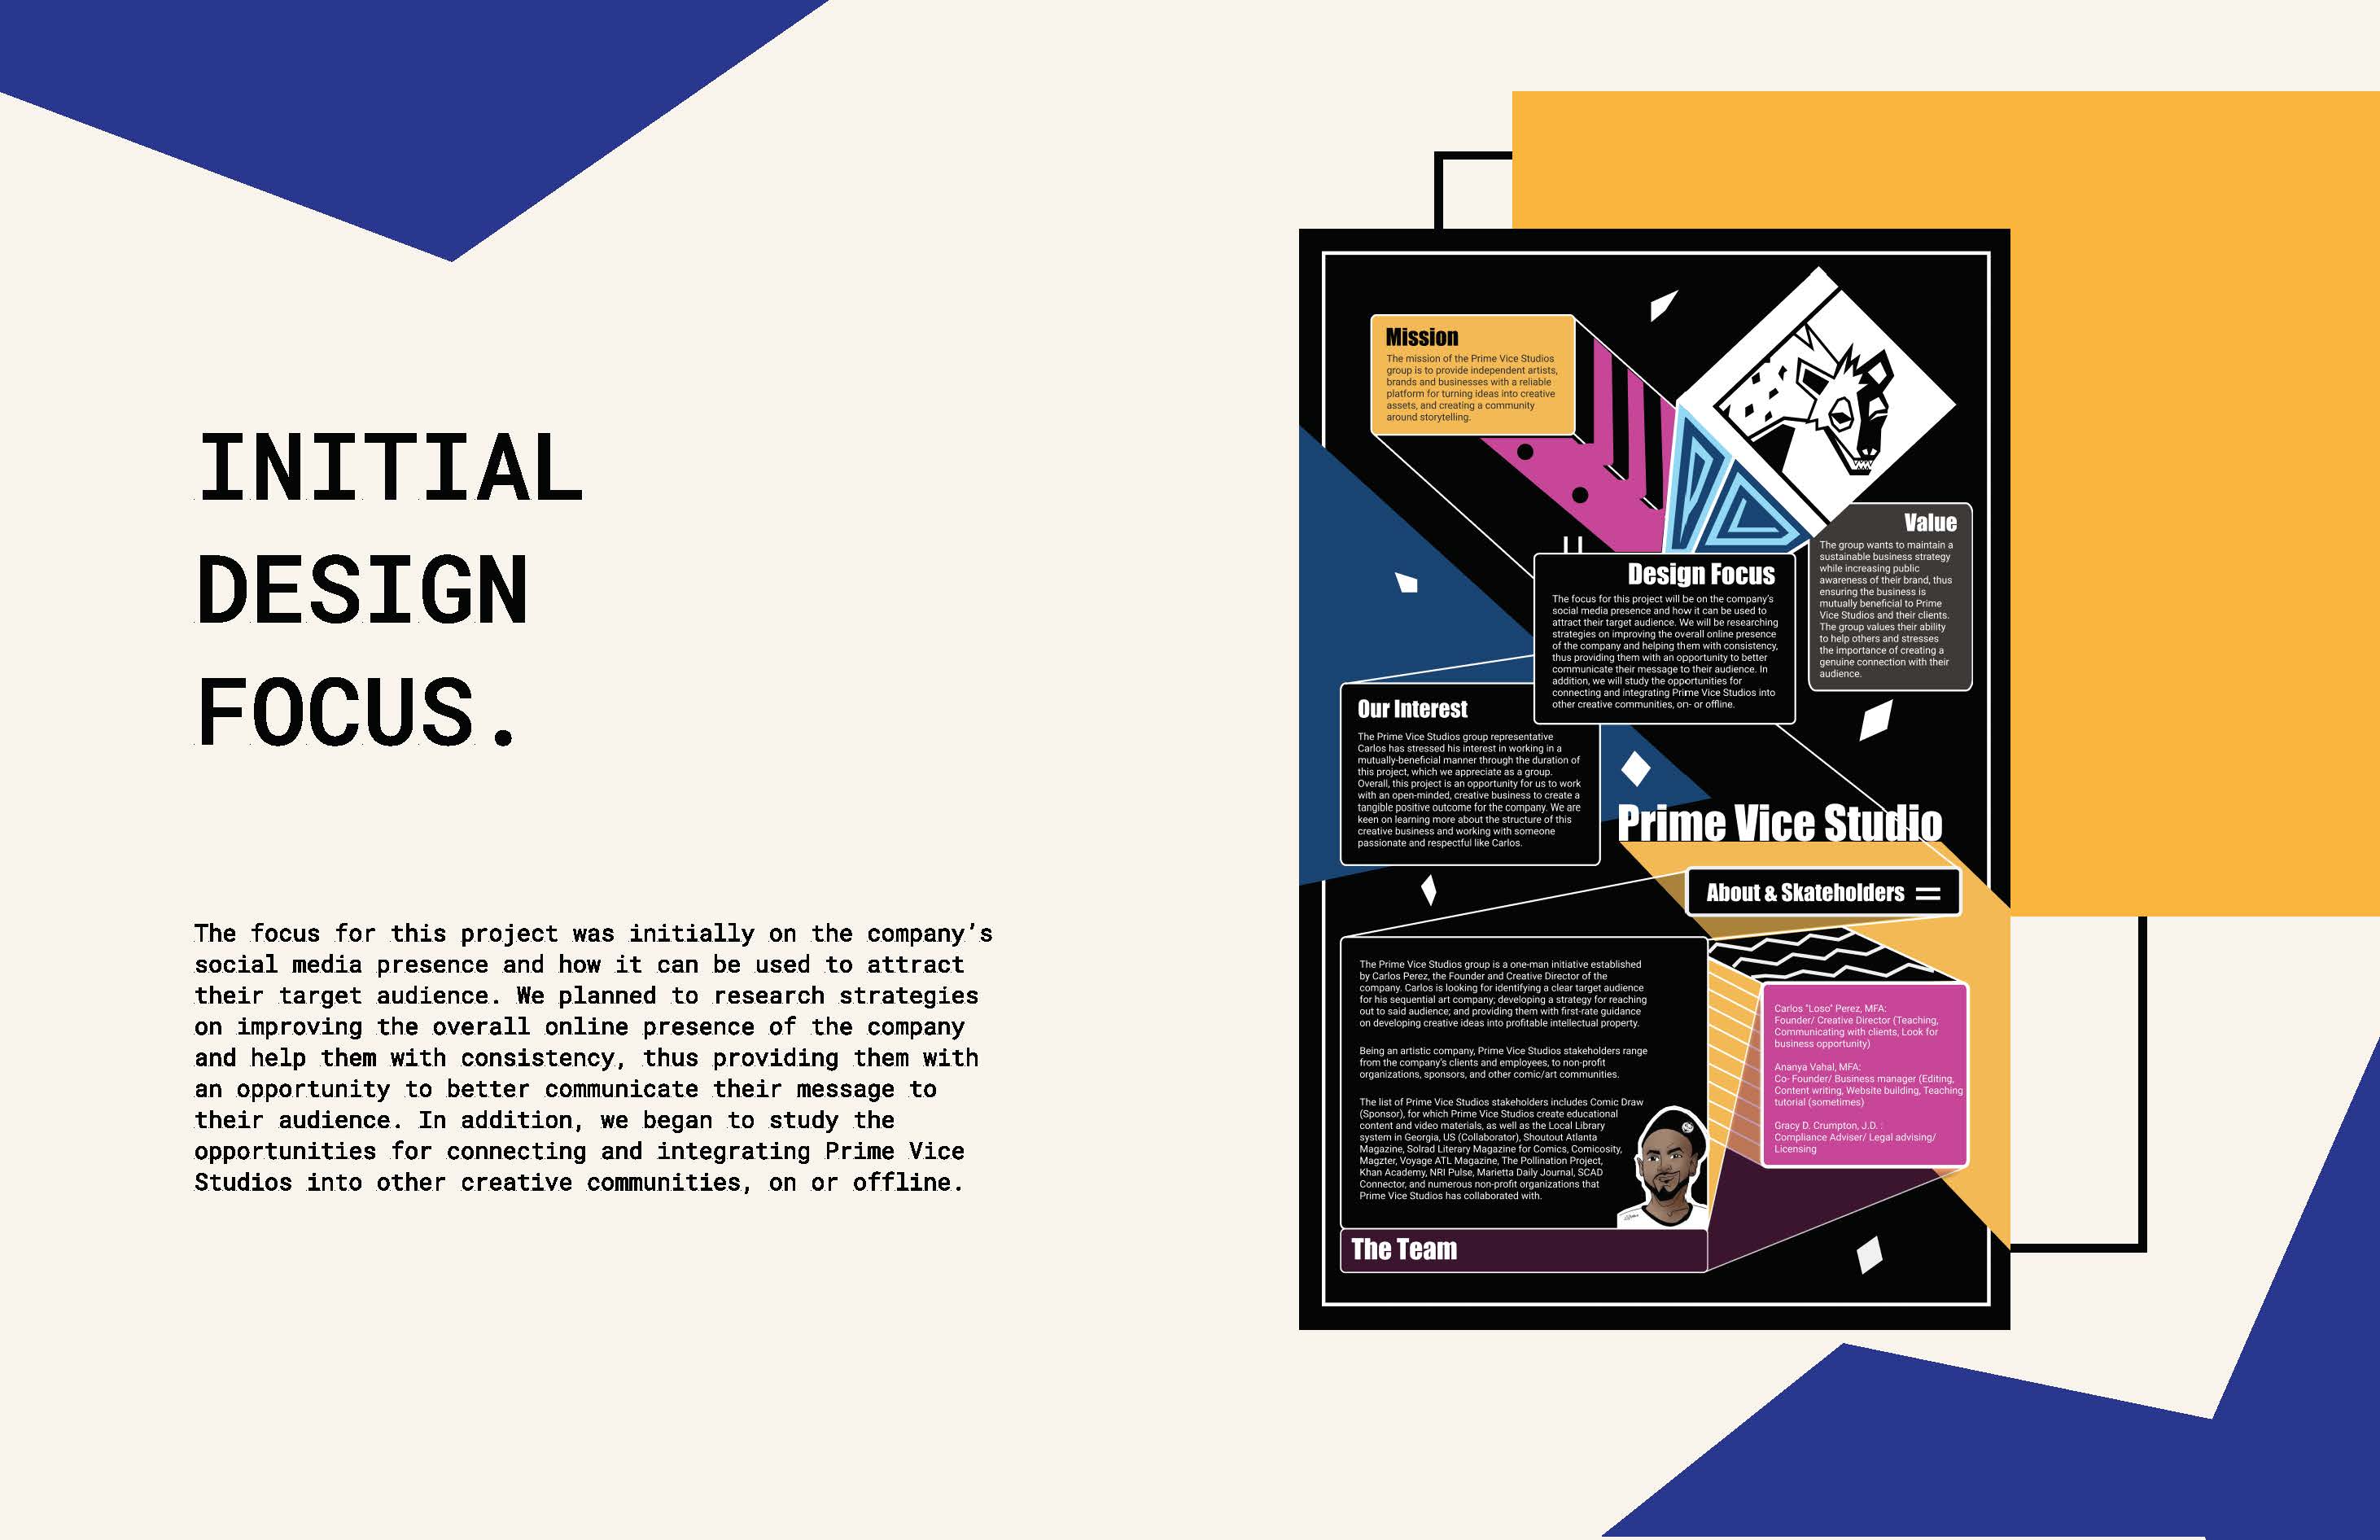 INITIAL
DESIGN
FOCUS.
The focus for this project was initially on the company's
social media presence and how it can be used to attract
their target audience. We planned to research strategies
on improving the overall online presence of the company
and help them with consistency, thus providing them with
an opportunity to better communicate their message to
their audience. In addition, we began to study the
opportunities for connecting and integrating Prime Vice
Studios into other creative communities, on or offline.
Mission
The mission of the Prime Vice Studios
group is to provide independent artists,
brands and businesses with a reliable
platform for turning ideas into creative
assets, and creating a community
around storytelling.
Value
The group wants to maintain a
sustainable business strategy
while increasing public
awareness of their brand, thus
ensuring the business is
mutually beneficial to Prime
Vice Studios and their clients.
The group values their ability
to help others and stresses
the importance of creating a
genuine connection with their
audience.
Design Focus
The focus for this project will be on the company's
social media presence and how it can be used to
attract their target audience. We will be researching
strategies on improving the overall online presence
of the company and helping them with consistency,
thus providing them with an opportunity to better
communicate their message to their audience. In
addition, we will study the opportunities for
connecting and integrating Prime Vice Studios into
other creative communities, on- or offline.
Our Interest
The Prime Vice Studios group representative
Carlos has stressed his interest in working in a
mutually-beneficial manner through the duration of
this project, which we appreciate as a group.
Overall, this project is an opportunity for us to work
with an open-minded, creative business to create a
tangible positive outcome for the company. We are
keen on learning more about the structure of this
creative business and working with someone
passionate and respectful like Carlos.
Prime Vice Studio
About & Skateholders
The Prime Vice Studios group is a one-man initiative established
by Carlos Perez, the Founder and Creative Director of the
company. Carlos is looking for identifying a clear target audience
for his sequential art company; developing a strategy for reaching
out to said audience; and providing them with first-rate guidance
on developing creative ideas into profitable intellectual property.
Being an artistic company, Prime Vice Studios stakeholders range
from the company's clients and employees, to non-profit
organizations, sponsors, and other comic/art communities.
The list of Prime Vice Studios stakeholders includes Comic Draw
(Sponsor), for which Prime Vice Studios create educational
content and video materials, as well as the Local Library
system in Georgia, US (Collaborator), Shoutout Atlanta
Magazine, Solrad Literary Magazine for Comics, Comicosity,
Magzter, Voyage ATL Magazine, The Pollination Project,
Khan Academy, NRI Pulse, Marietta Daily Journal, SCAD
Connector, and numerous non-profit organizations that
Prime Vice Studios has collaborated with.
The Team
Carlos "Loso" Perez, MFA:
Founder/ Creative Director (Teaching,
Communicating with clients, Look for
business opportunity)
Ananya Vahal, MFA:
Co- Founder/ Business manager (Editing,
Content writing, Website building, Teaching
tutorial (sometimes)
Gracy D. Crumpton, J.D. :
Compliance Adviser/ Legal advising/
Licensing